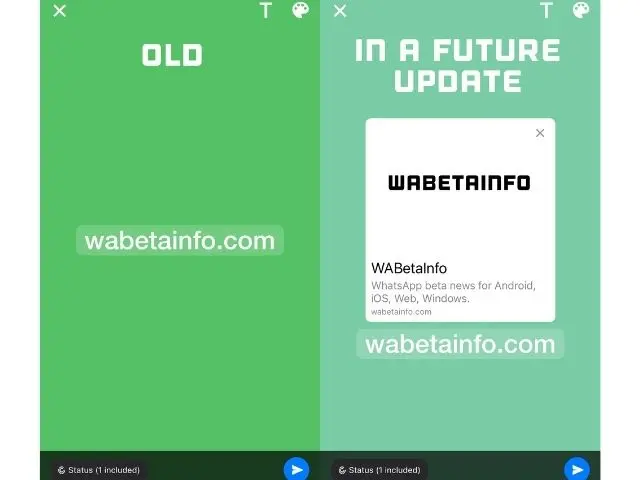 T
OLD
wabetainfo.com
Status (1 included)
T
IN A FUTURE
UPDATE
WABETAINFO
WABetaInfo
WhatsApp beta news for Android,
iOS, Web, Windows.
wabetainfo.com
wabetainfo.com
Status (1 included)